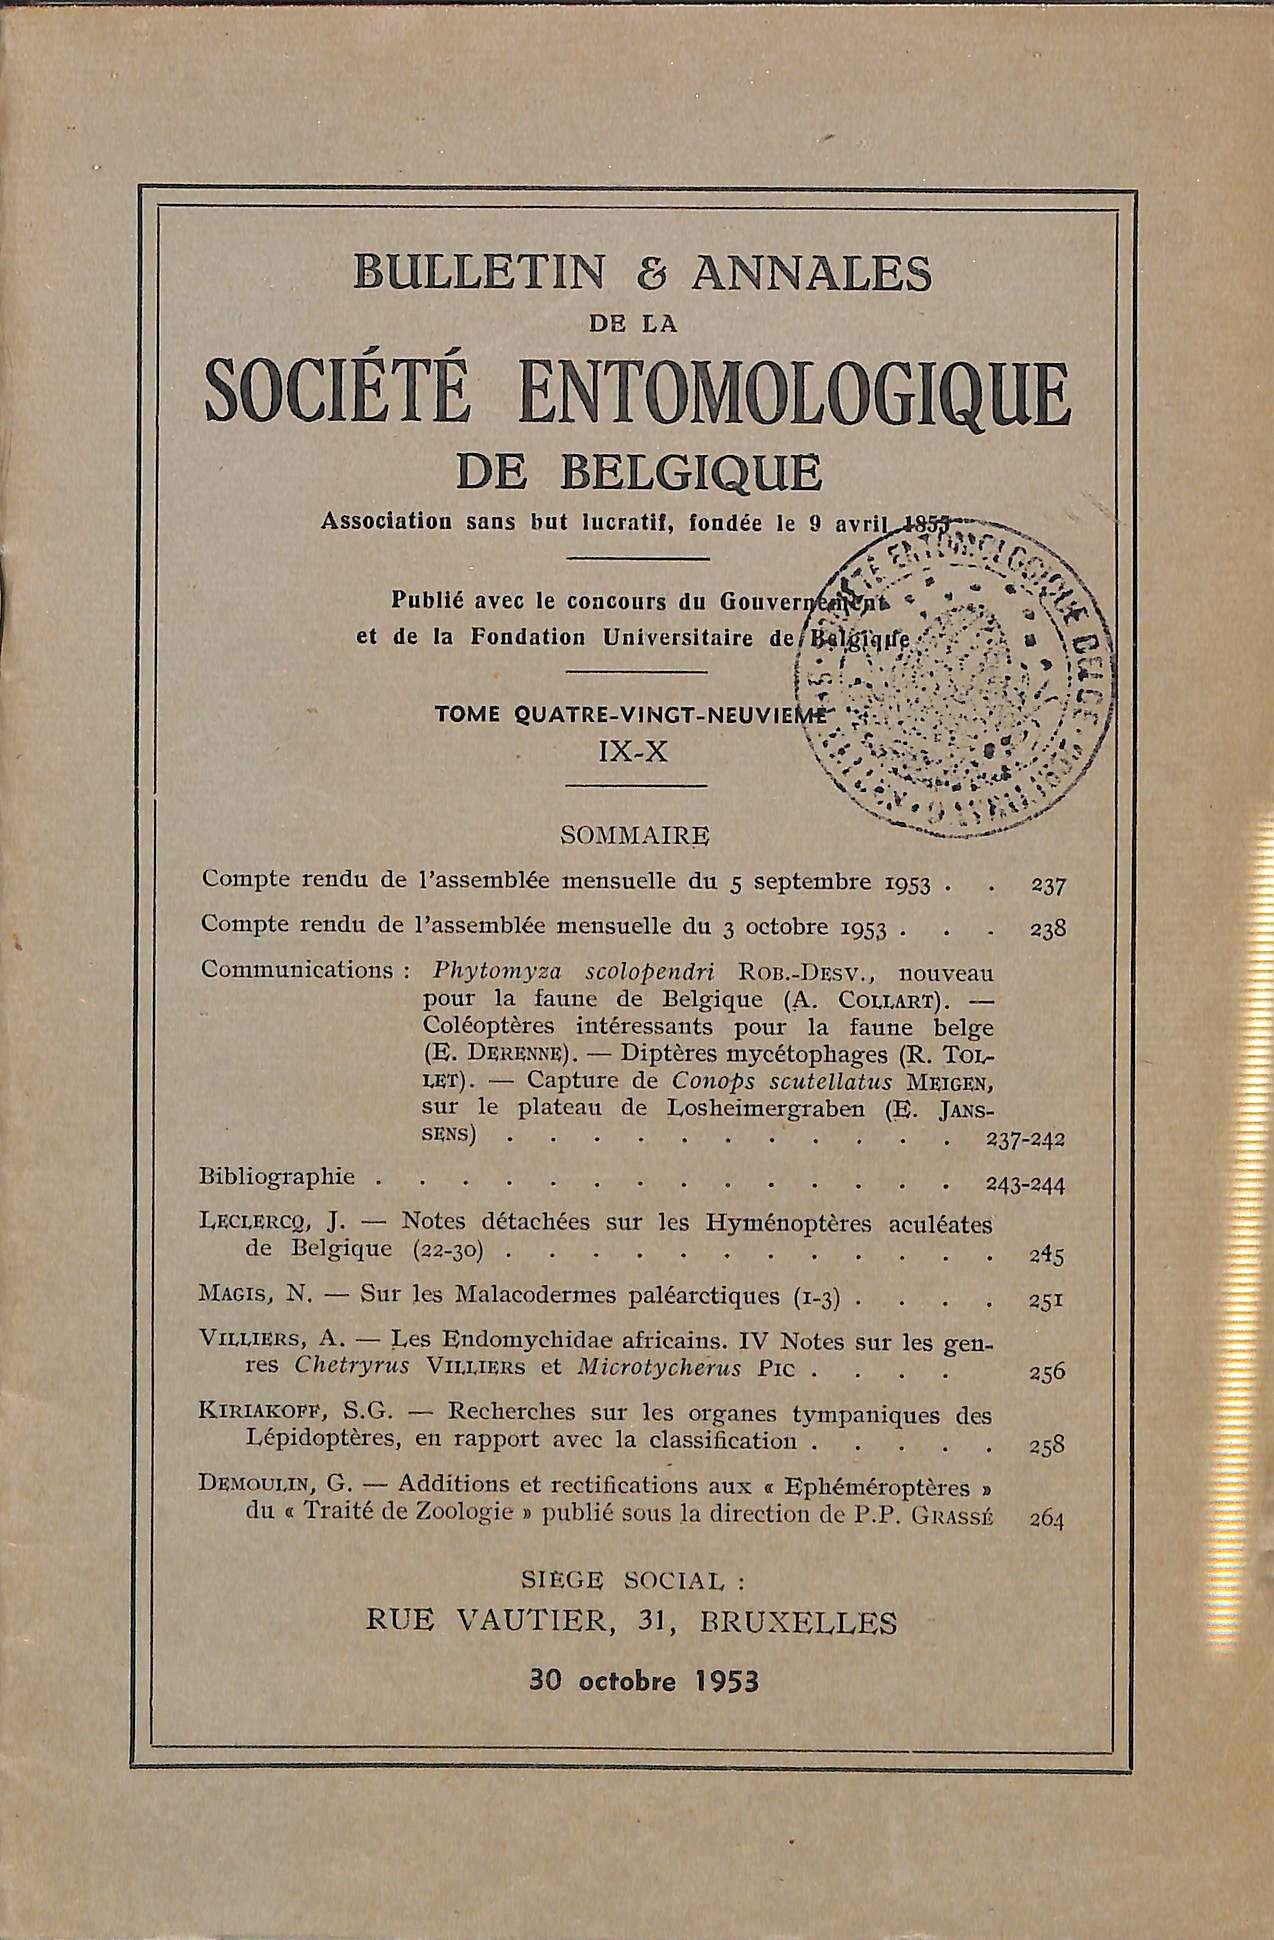 BULLETIN & ANNALES
DE LA
SOCIÉTÉ ENTOMOLOGIQUE
DE BELGIQUE
Association sans but lucratif, fondée le 9 avril 1855
Publié avec le concours du Gouvernement
et de la Fondation Universitaire de Belgique
TOME QUATRE-VINGT-NEUVIEME
IX-X
SOMMAIRE
Compte rendu de l'assemblée mensuelle du 5 septembre 1953 . . 237
Compte rendu de l'assemblée mensuelle du 3 octobre 1953 . . . 238
Communications : Phytomyza scolopendri ROB.-DESV., nouveau
pour la faune de Belgique (A. COLLART). —
Coléoptères intéressants pour la faune belge
(E. DERENNE). — Diptères mycétophages (R. TOL-
LET). — Capture de Conops scutellatus MEIGEN,
sur le plateau de Losheimergraben (E. JANS-
SENS) . . . . . . . . . . . 237-242
Bibliographie . . . . . . . . . . . . . . 243-244
LECLERCQ, J. — Notes détachées sur les Hyménoptères aculéates
de Belgique (22-30) . . . . . . . . . . . . 245
MAGIS, N. — Sur les Malacodermes paléarctiques (1-3) . . . . 251
VILLIERS, A. — Les Endomychidae africains. IV Notes sur les gen-
res Chetryrus VILLIERS et Microtycherus PIC . . . . 256
KIRIAKOFF, S.G. — Recherches sur les organes tympaniques des
Lépidoptères, en rapport avec la classification . . . . . 258
DEMOULIN, G. — Additions et rectifications aux « Ephéméroptères »
du « Traité de Zoologie » publié sous la direction de P.P. GRASSÉ 264
SIÈGE SOCIAL :
RUE VAUTIER, 31, BRUXELLES
30 octobre 1953